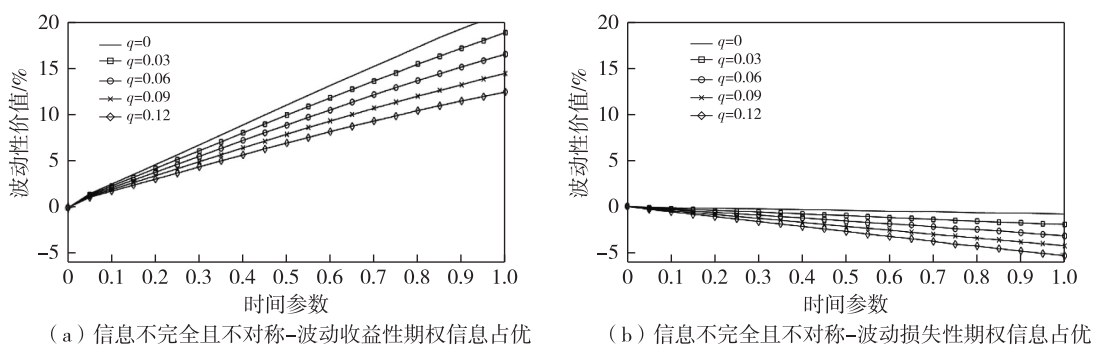 波动性价值/%
20
15
10
5
0
−5
q=0
q=0.03
q=0.06
q=0.09
q=0.12
0 0.1 0.2 0.3 0.4 0.5 0.6 0.7 0.8 0.9 1.0
时间参数
（a）信息不完全且不对称-波动收益性期权信息占优
波动性价值/%
20
15
10
5
0
−5
q=0
q=0.03
q=0.06
q=0.09
q=0.12
0 0.1 0.2 0.3 0.4 0.5 0.6 0.7 0.8 0.9 1.0
时间参数
（b）信息不完全且不对称-波动损失性期权信息占优